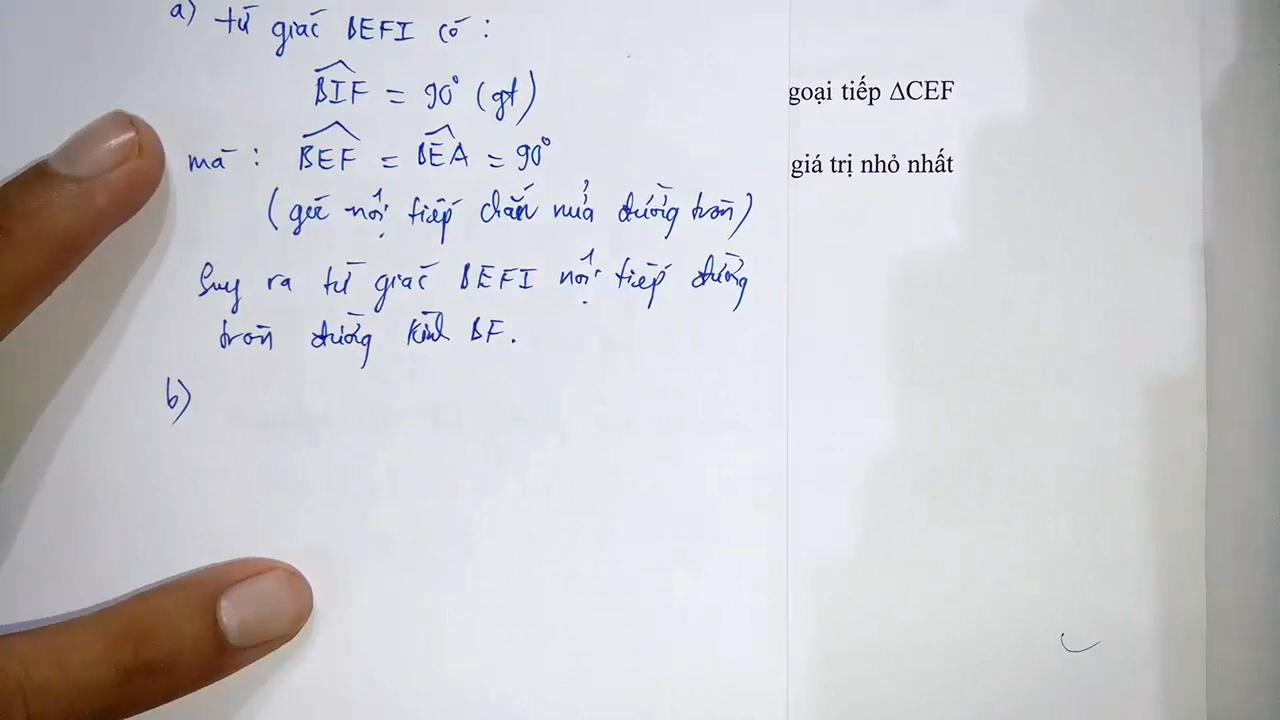 a) tứ giác BEFI có :
BIF = 90° (gt)
goại tiếp ΔCEF
mà : BEF = BEA = 90°
giá trị nhỏ nhất
(góc nội tiếp chắn nửa đường tròn)
Suy ra tứ giác BEFI nội tiếp đường
tròn đường kính BF.
b)